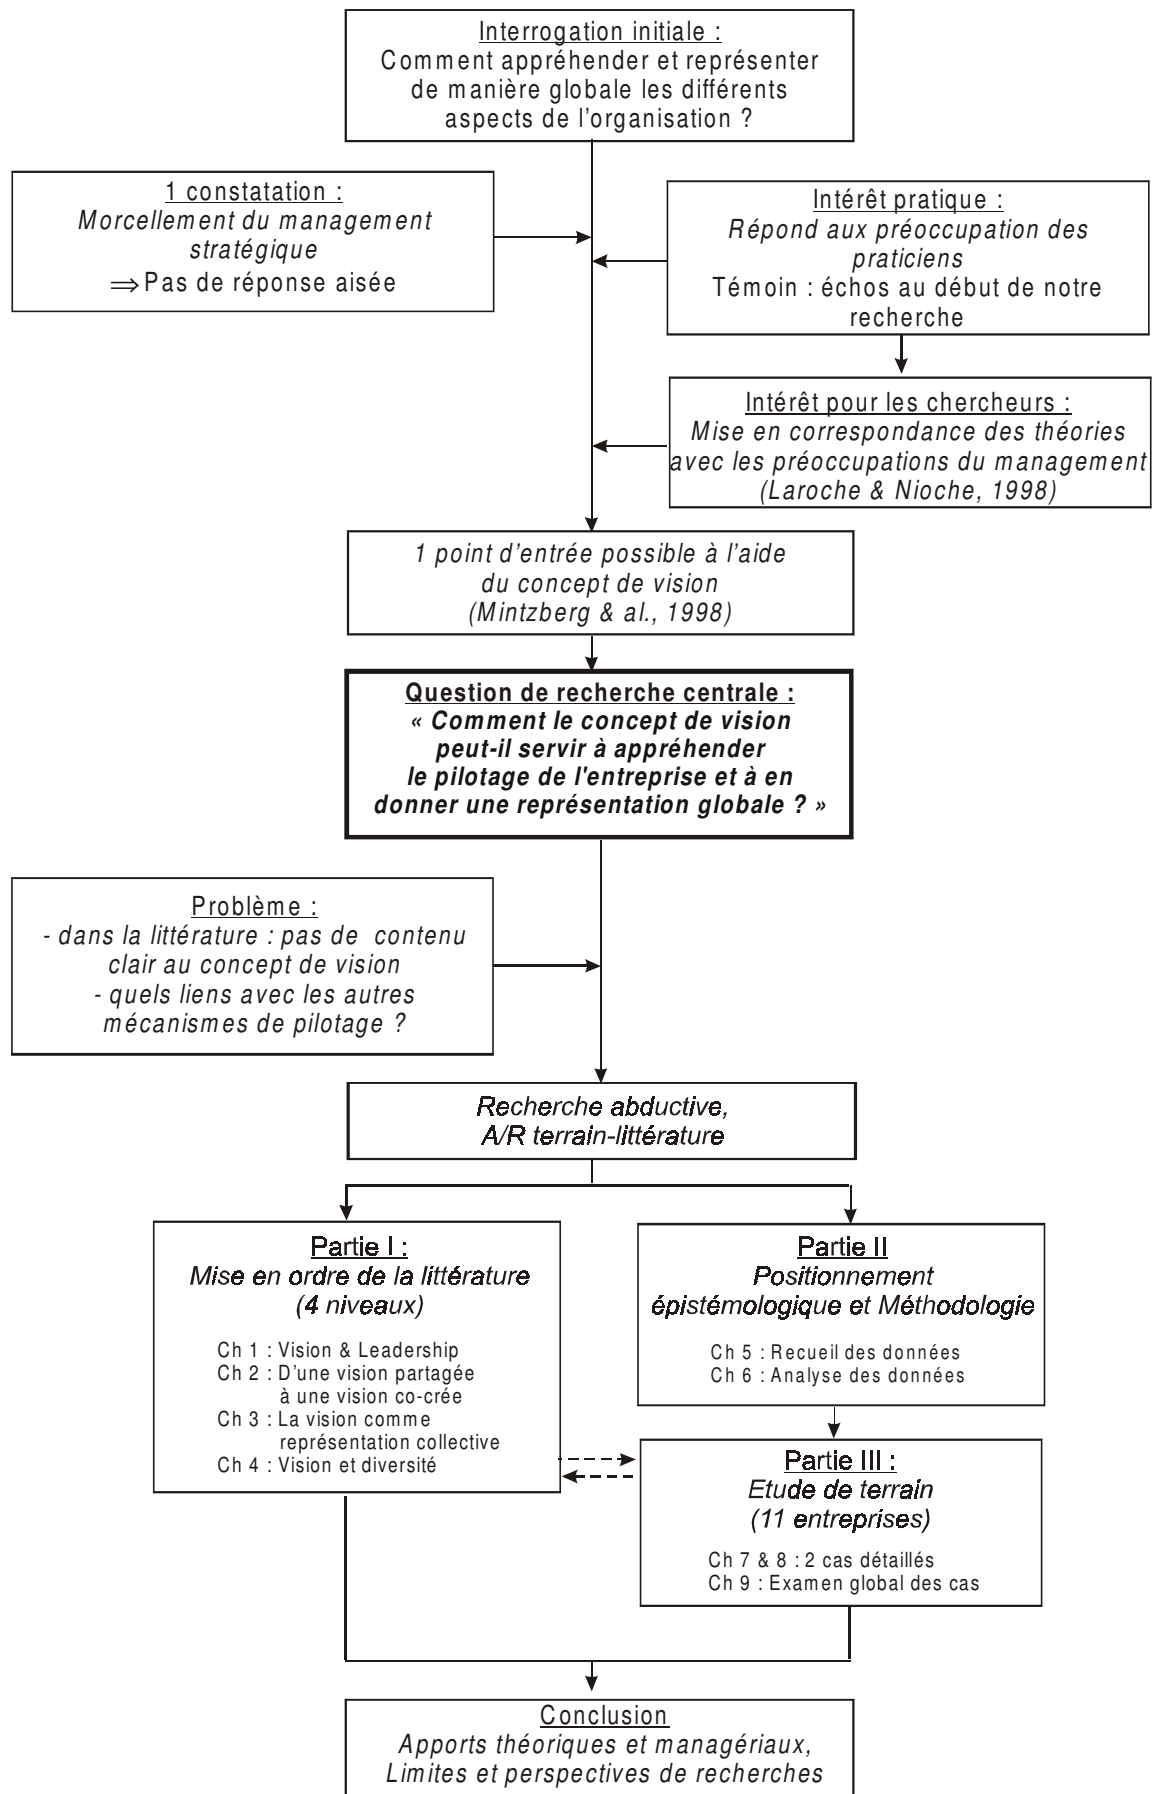 Interrogation initiale :
Comment appréhender et représenter
de manière globale les différents
aspects de l'organisation ?
1 constatation :
Morcellement du management
stratégique
⇒ Pas de réponse aisée
Intérêt pratique :
Répond aux préoccupation des
praticiens
Témoin : échos au début de notre
recherche
Intérêt pour les chercheurs :
Mise en correspondance des théories
avec les préoccupations du management
(Laroche & Nioche, 1998)
1 point d'entrée possible à l'aide
du concept de vision
(Mintzberg & al., 1998)
Question de recherche centrale :
« Comment le concept de vision
peut-il servir à appréhender
le pilotage de l'entreprise et à en
donner une représentation globale ? »
Problème :
- dans la littérature : pas de contenu
clair au concept de vision
- quels liens avec les autres
mécanismes de pilotage ?
Recherche abductive,
A/R terrain-littérature
Partie I :
Mise en ordre de la littérature
(4 niveaux)
Ch 1 : Vision & Leadership
Ch 2 : D'une vision partagée
à une vision co-créée
Ch 3 : La vision comme
représentation collective
Ch 4 : Vision et diversité
Partie II
Positionnement
épistémologique et Méthodologie
Ch 5 : Recueil des données
Ch 6 : Analyse des données
Partie III :
Etude de terrain
(11 entreprises)
Ch 7 & 8 : 2 cas détaillés
Ch 9 : Examen global des cas
Conclusion
Apports théoriques et managériaux,
Limites et perspectives de recherches